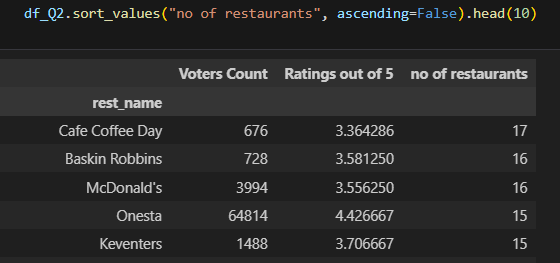 df_Q2.sort_values("no of restaurants", ascending=False).head(10)
Voters Count Ratings out of 5 no of restaurants
rest_name
Cafe Coffee Day 676 3.364286 17
Baskin Robbins 728 3.581250 16
McDonald's 3994 3.556250 16
Onesta 64814 4.426667 15
Keventers 1488 3.706667 15